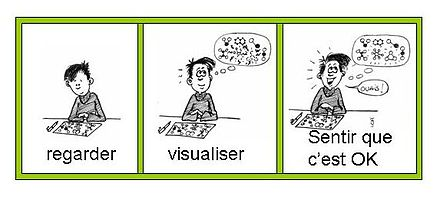 regarder
visualiser
OUAIS !
Sentir que
c'est OK